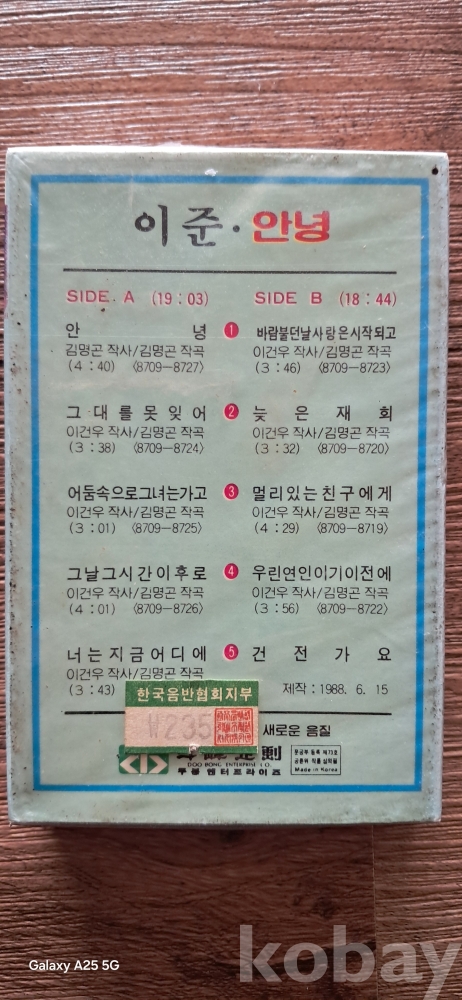 이준·안녕
SIDE A (19:03)
SIDE B (18:44)
안녕
김명곤 작사/김명곤 작곡
(4:40) 〈8709-8727〉
1
바람불던날사랑은시작되고
이건우 작사/김명곤 작곡
(3:46) 〈8709-8723〉
그대를못잊어
이건우 작사/김명곤 작곡
(3:38) 〈8709-8724〉
2
늦은재회
이건우 작사/김명곤 작곡
(3:32) 〈8709-8720〉
어둠속으로그녀는가고
이건우 작사/김명곤 작곡
(3:01) 〈8709-8725〉
3
멀리있는친구에게
이건우 작사/김명곤 작곡
(4:29) 〈8709-8719〉
그날그시간이후로
이건우 작사/김명곤 작곡
(4:01) 〈8709-8726〉
4
우린연인이기이전에
이건우 작사/김명곤 작곡
(3:56) 〈8709-8722〉
너는지금어디에
이건우 작사/김명곤 작곡
(3:43)
5
건전가요
제작:1988. 6. 15
한국음반협회지부
₩235
새로운 음질
DOO RONG ENTERPRISE CO.
엔터프라이즈
Made in Korea
Galaxy A25 5G
kobay